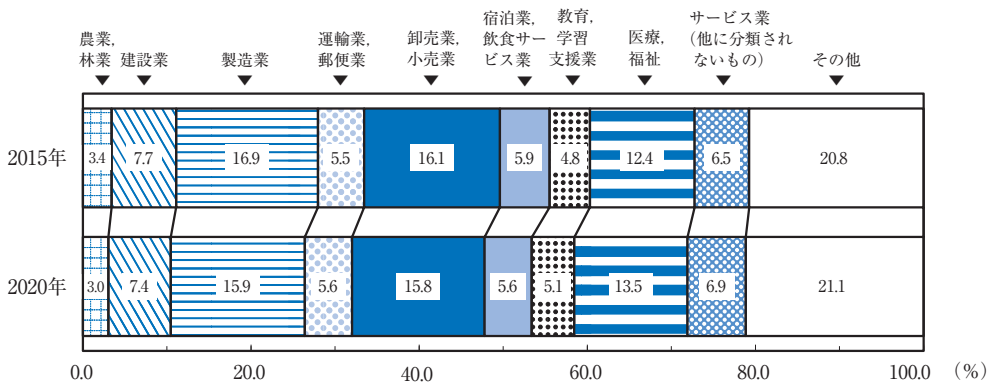 農業,
林業
建設業
製造業
運輸業,
郵便業
卸売業,
小売業
宿泊業,
飲食サー
ビス業
教育,
学習
支援業
医療,
福祉
サービス業
(他に分類され
ないもの)
その他
2015年
3.4 7.7 16.9 5.5 16.1 5.9 4.8 12.4 6.5 20.8
2020年
3.0 7.4 15.9 5.6 15.8 5.6 5.1 13.5 6.9 21.1
0.0 20.0 40.0 60.0 80.0 100.0 (%)